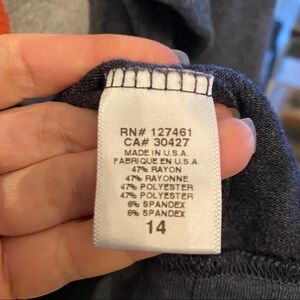 RN# 127461
CA# 30427
MADE IN U.S.A.
FABRIQUE EN U.S.A.
47% RAYON
47% RAYONNE
47% POLYESTER
47% POLYESTER
6% SPANDEX
6% SPANDEX
14